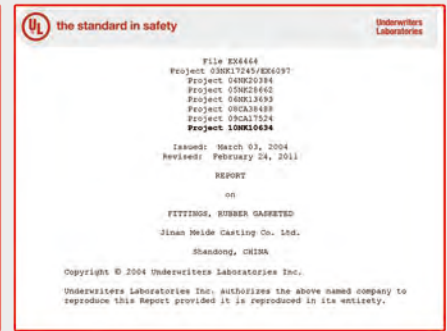 UL the standard in safety
Underwriters
Laboratories
File EX6464
Project 03NK17245/EX6097
Project 04NK20384
Project 05NK28662
Project 06NK13693
Project 08CA38488
Project 09CA17524
Project 10NK10634
Issued: March 03, 2004
Revised: February 24, 2011
REPORT
on
FITTINGS, RUBBER GASKETED
Jinan Meide Casting Co. Ltd.
Shandong, CHINA
Copyright © 2004 Underwriters Laboratories Inc.
Underwriters Laboratories Inc. authorizes the above named company to
reproduce this Report provided it is reproduced in its entirety.